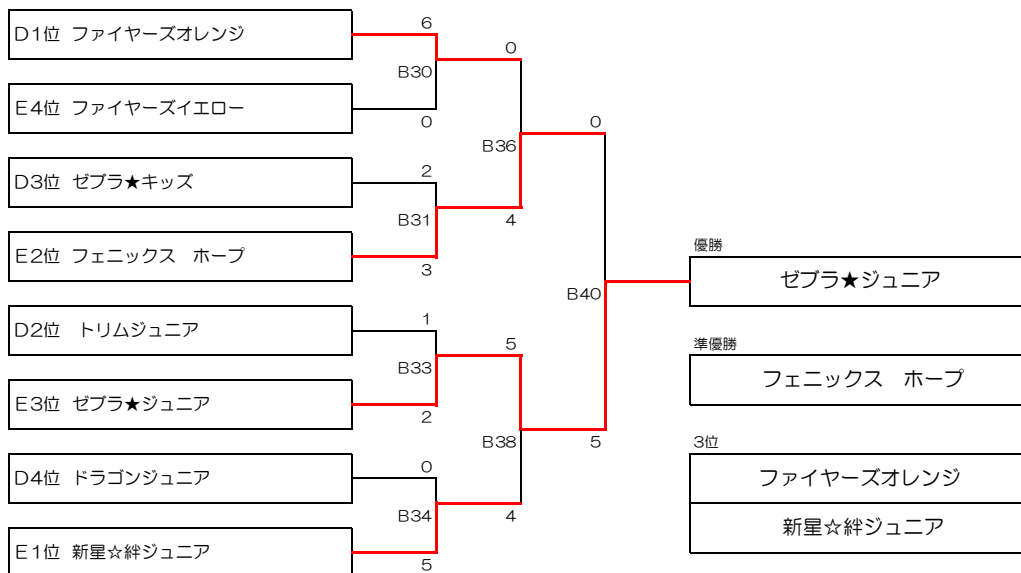 D1位 ファイヤーズオレンジ
6
0
B30
E4位 ファイヤーズイエロー
0
0
B36
D3位 ゼブラ★キッズ
2
B31
4
E2位 フェニックス　ホープ
3
優勝
ゼブラ★ジュニア
B40
D2位　トリムジュニア
1
5
準優勝
B33
フェニックス　ホープ
E3位 ゼブラ★ジュニア
2
B38
5
3位
D4位 ドラゴンジュニア
0
ファイヤーズオレンジ
B34
4
新星☆絆ジュニア
E1位 新星☆絆ジュニア
5